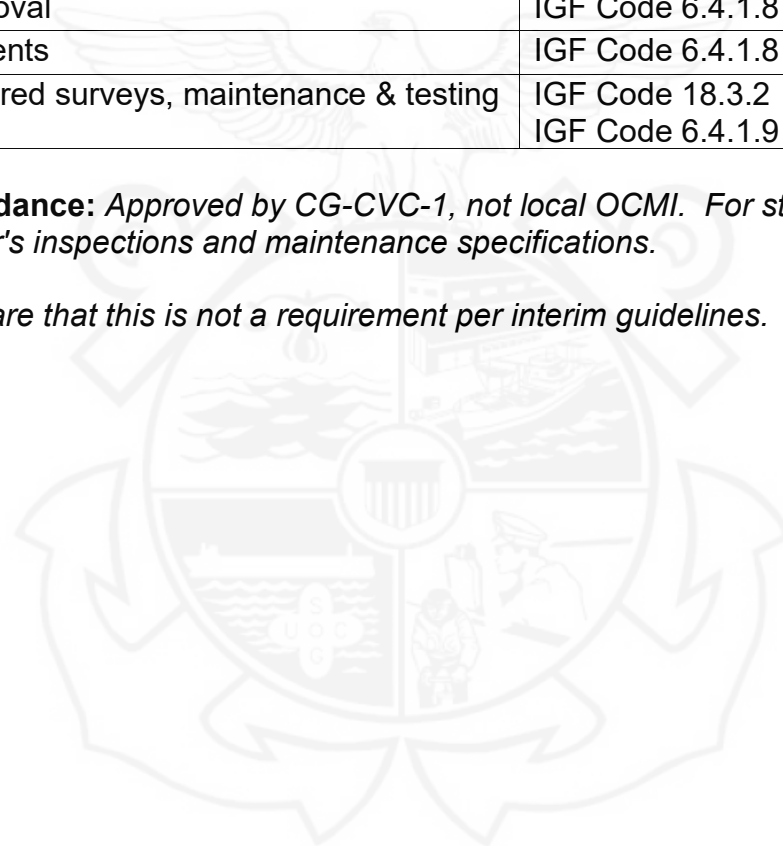 oval
IGF Code 6.4.1.8
ents
IGF Code 6.4.1.8
red surveys, maintenance & testing
IGF Code 18.3.2
IGF Code 6.4.1.9
dance: Approved by CG-CVC-1, not local OCMI. For st
r's inspections and maintenance specifications.
are that this is not a requirement per interim guidelines.
S
U O C
G